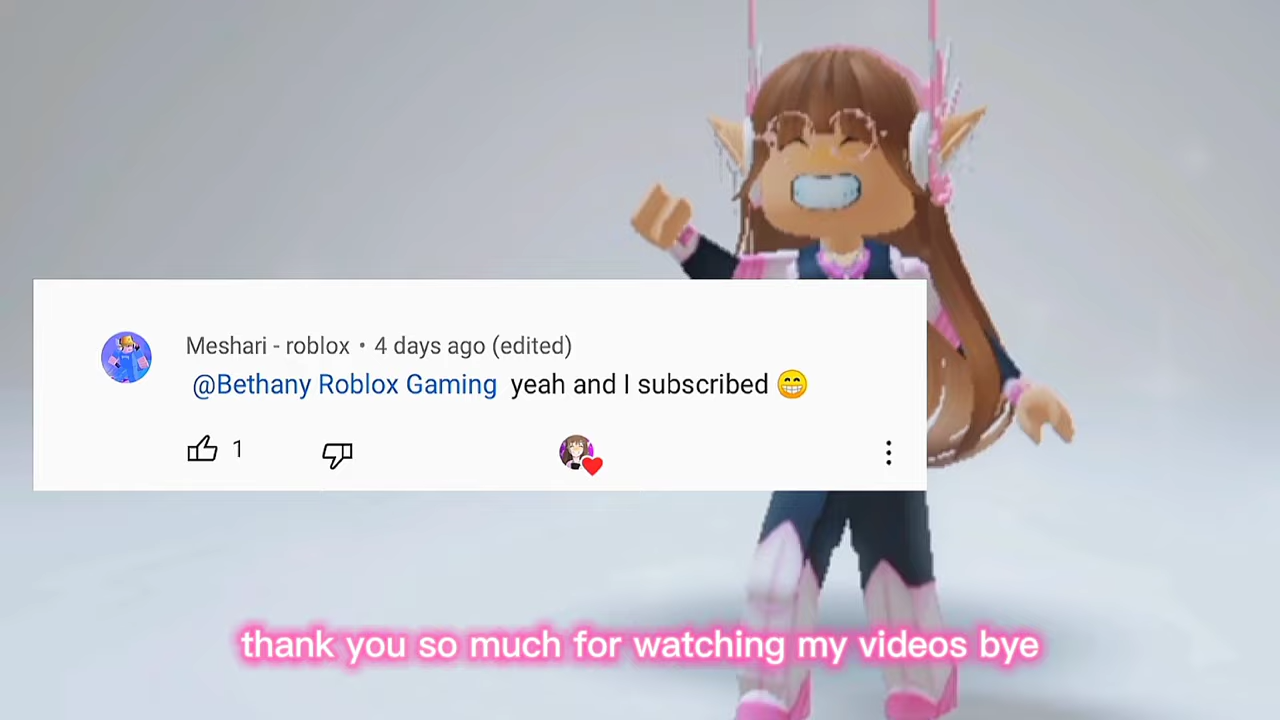 Meshari - roblox • 4 days ago (edited)
@Bethany Roblox Gaming yeah and I subscribed 😁
1
thank you so much for watching my videos bye